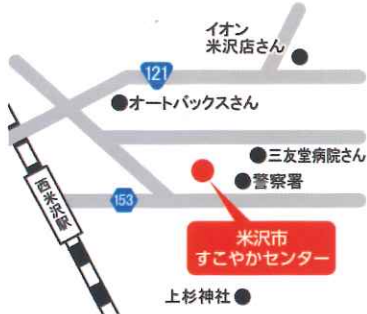 イオン
米沢店さん
121
オートバックスさん
三友堂病院さん
警察署
西米沢駅
153
米沢市
すこやかセンター
上杉神社